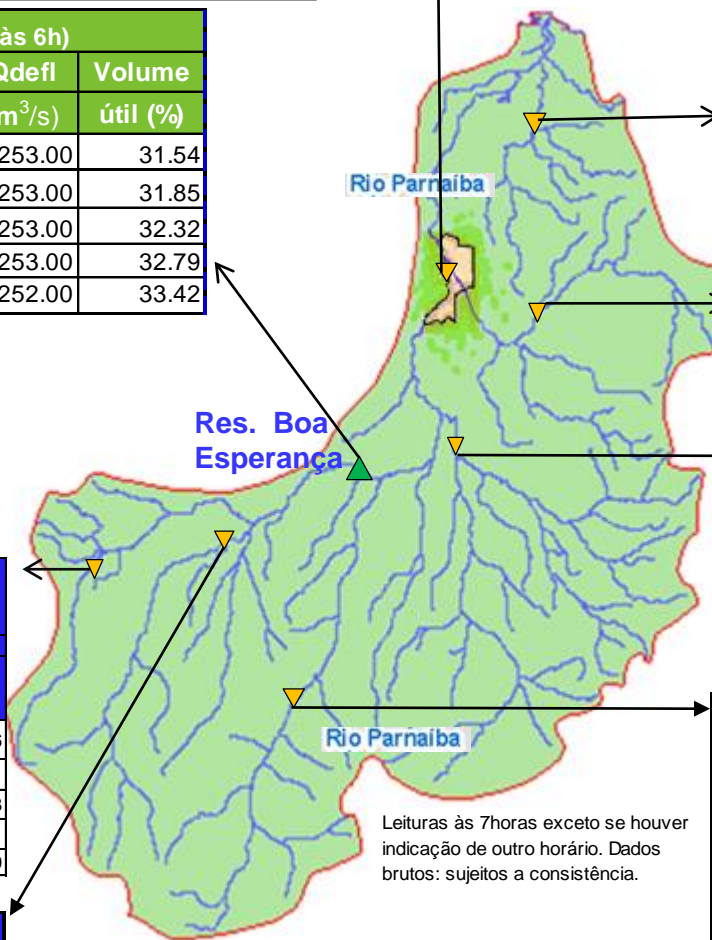 às 6h)
Qdefl Volume
m³/s) útil (%)
253.00 31.54
253.00 31.85
253.00 32.32
253.00 32.79
252.00 33.42
Rio Parnaíba
Res. Boa
Esperança
Rio Parnaíba
Leituras às 7horas exceto se houver
indicação de outro horário. Dados
brutos: sujeitos a consistência.